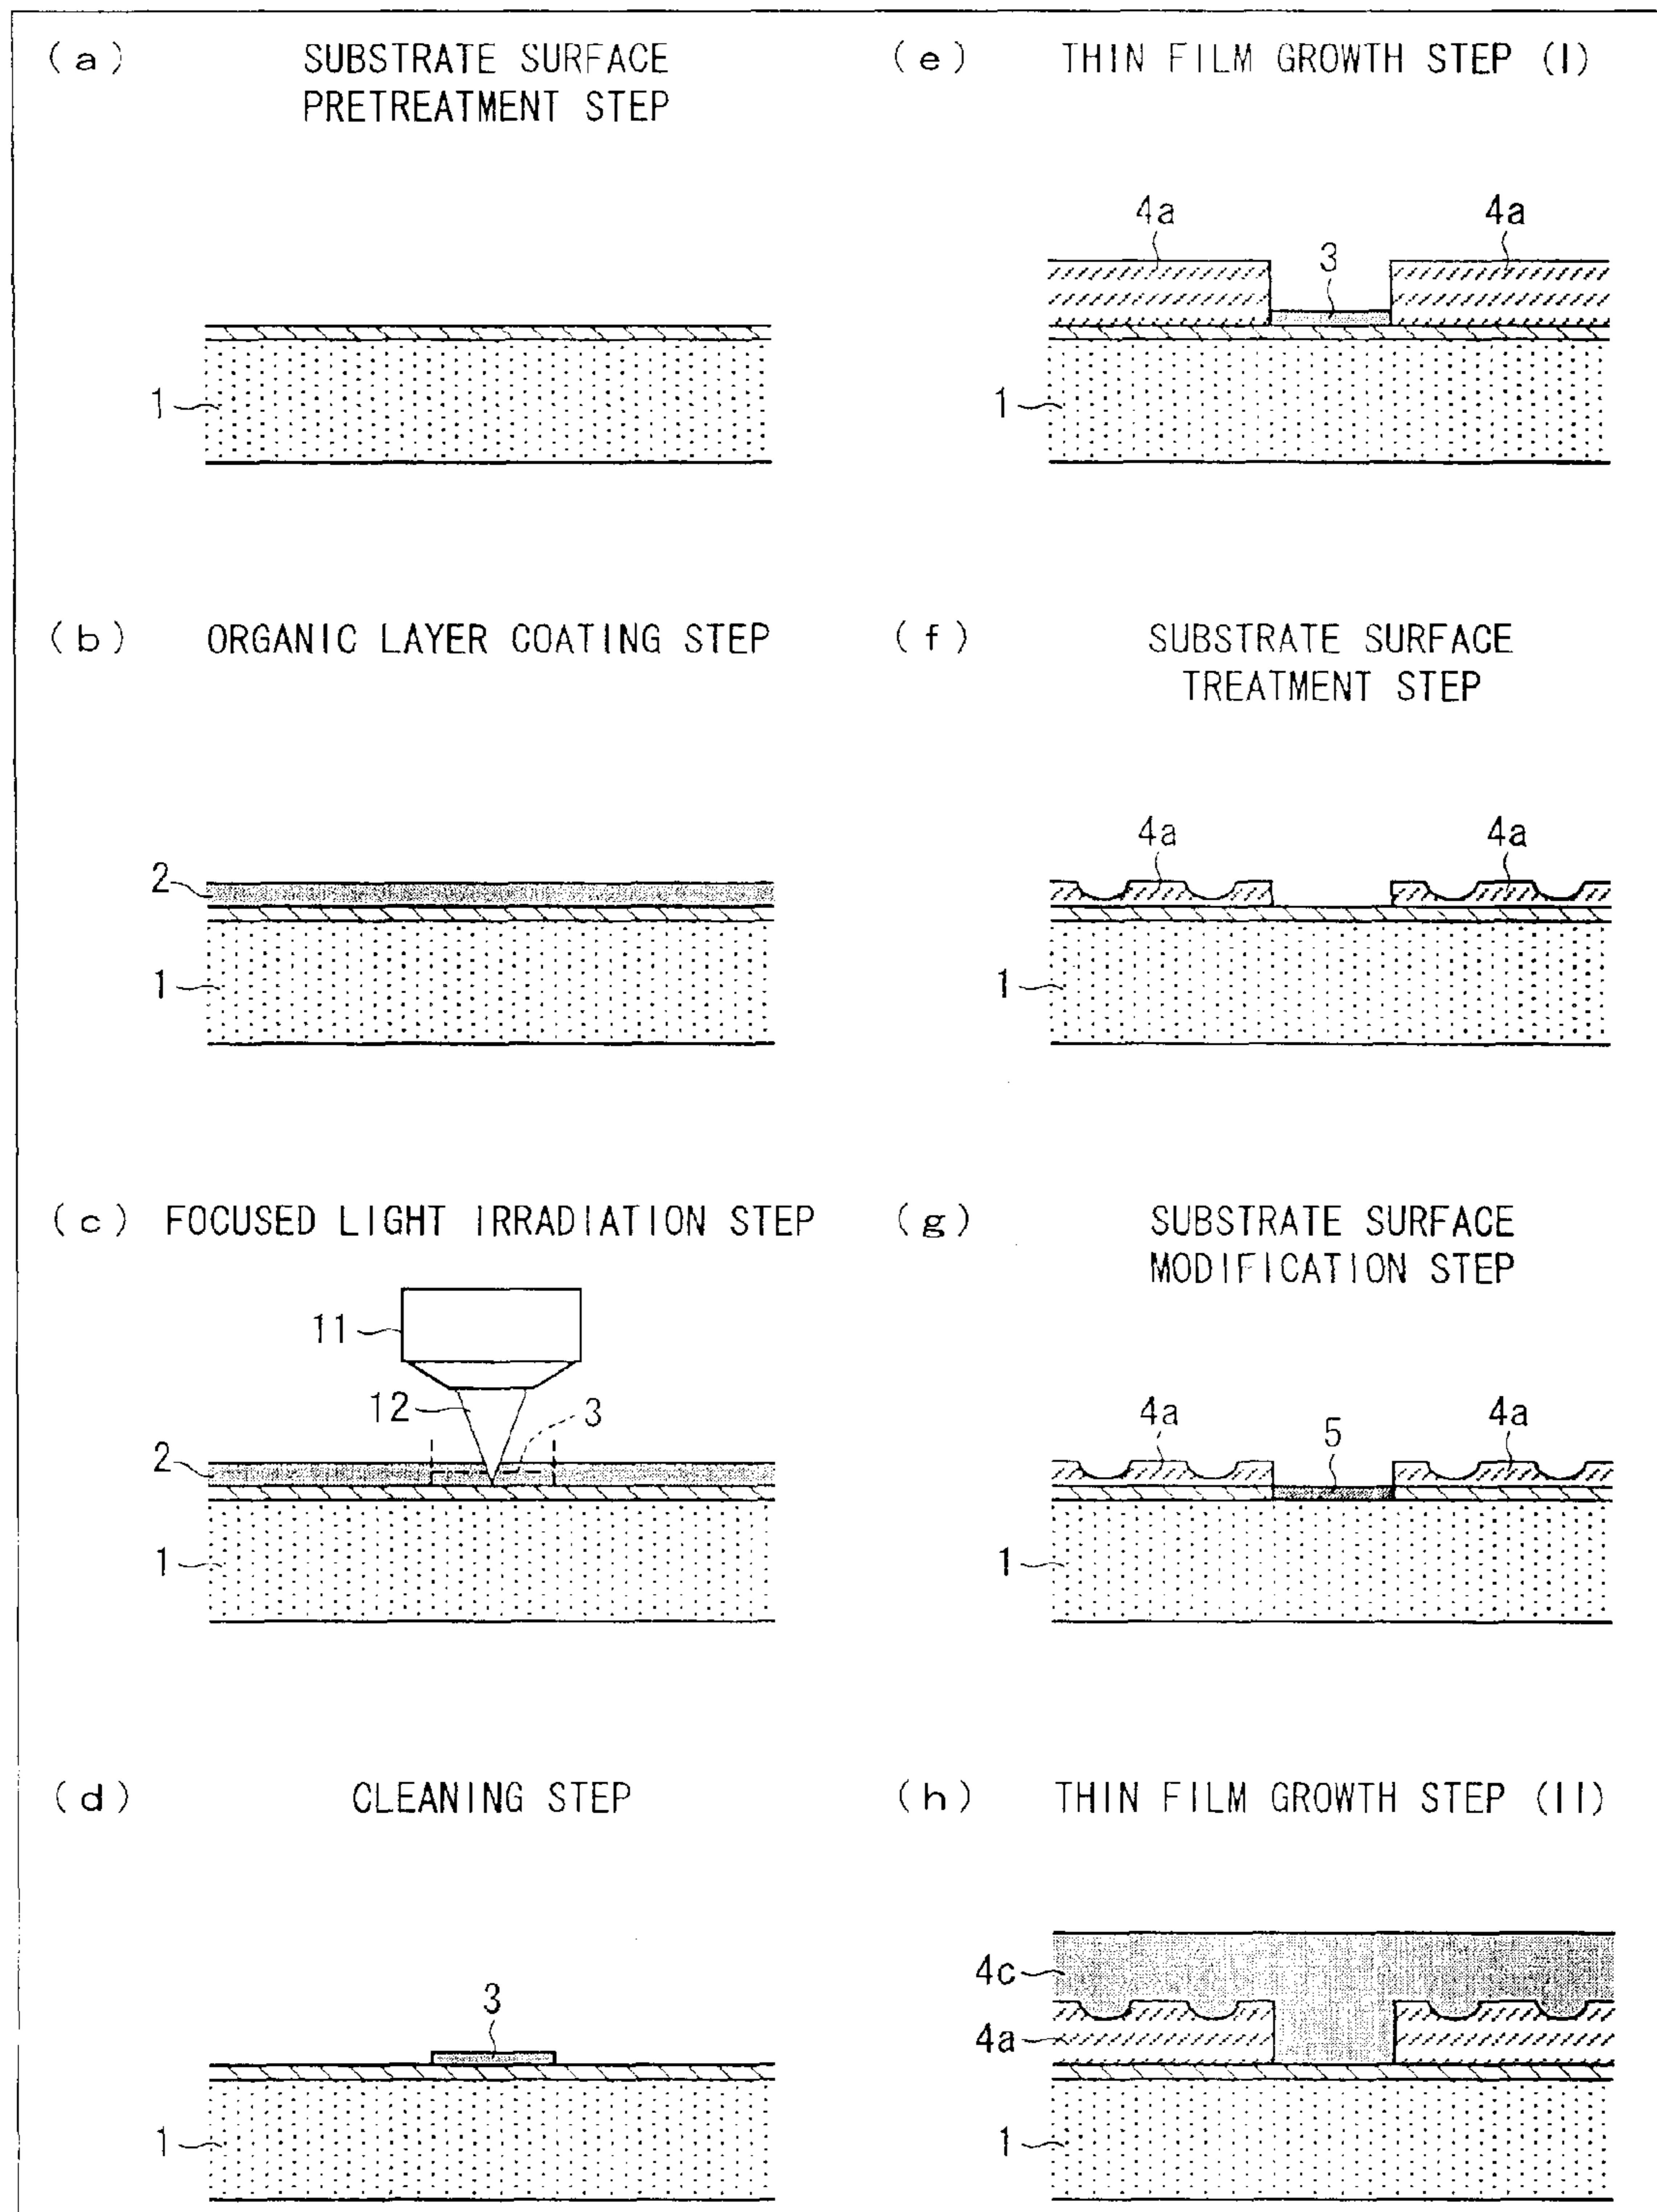 (a) SUBSTRATE SURFACE
PRETREATMENT STEP
1
(b) ORGANIC LAYER COATING STEP
2
1
(c) FOCUSED LIGHT IRRADIATION STEP
11
12
3
2
1
(d) CLEANING STEP
3
1
(e) THIN FILM GROWTH STEP (I)
4a 4a
3
1
(f) SUBSTRATE SURFACE
TREATMENT STEP
4a 4a
1
(g) SUBSTRATE SURFACE
MODIFICATION STEP
4a 5 4a
1
(h) THIN FILM GROWTH STEP (II)
4c
4a
1